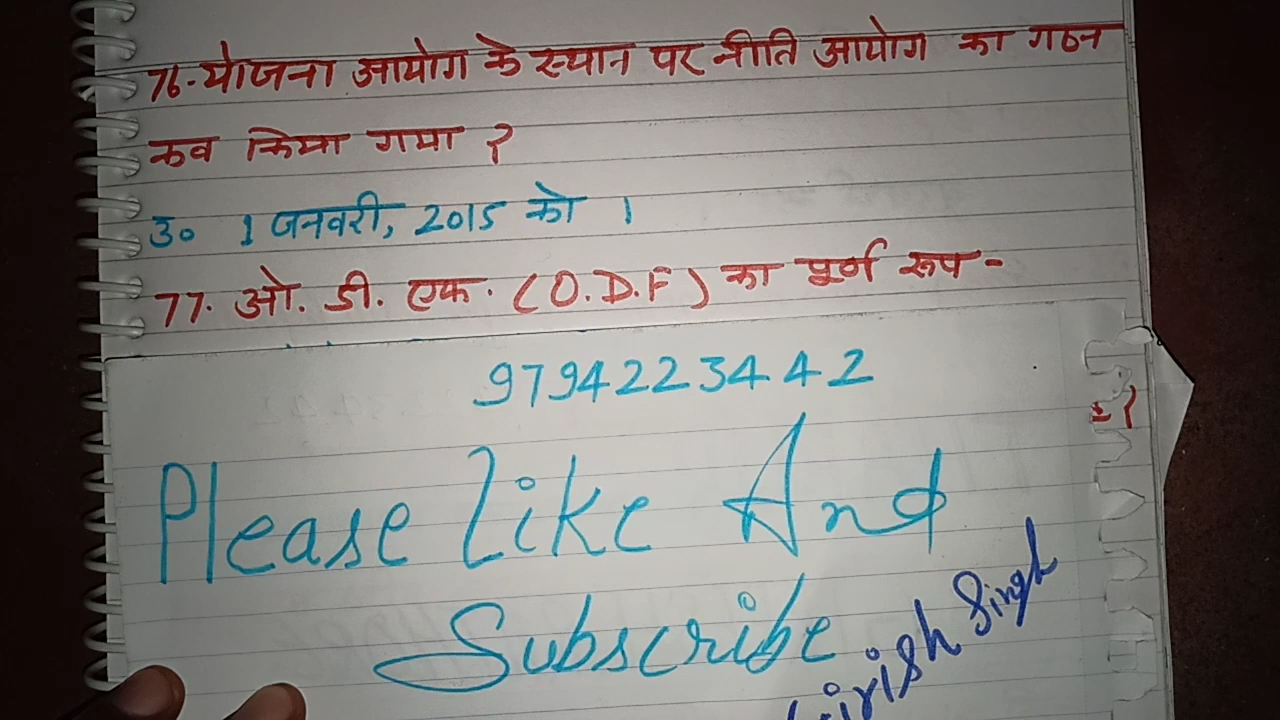 76. योजना आयोग के स्थान पर नीति आयोग का गठन
कब किया गया ?
उ० 1 जनवरी, 2015 को ।
77. ओ. डी. एफ. (O.D.F) का पूर्ण रूप -
9794223442
Please Like And
Subscribe
Singh